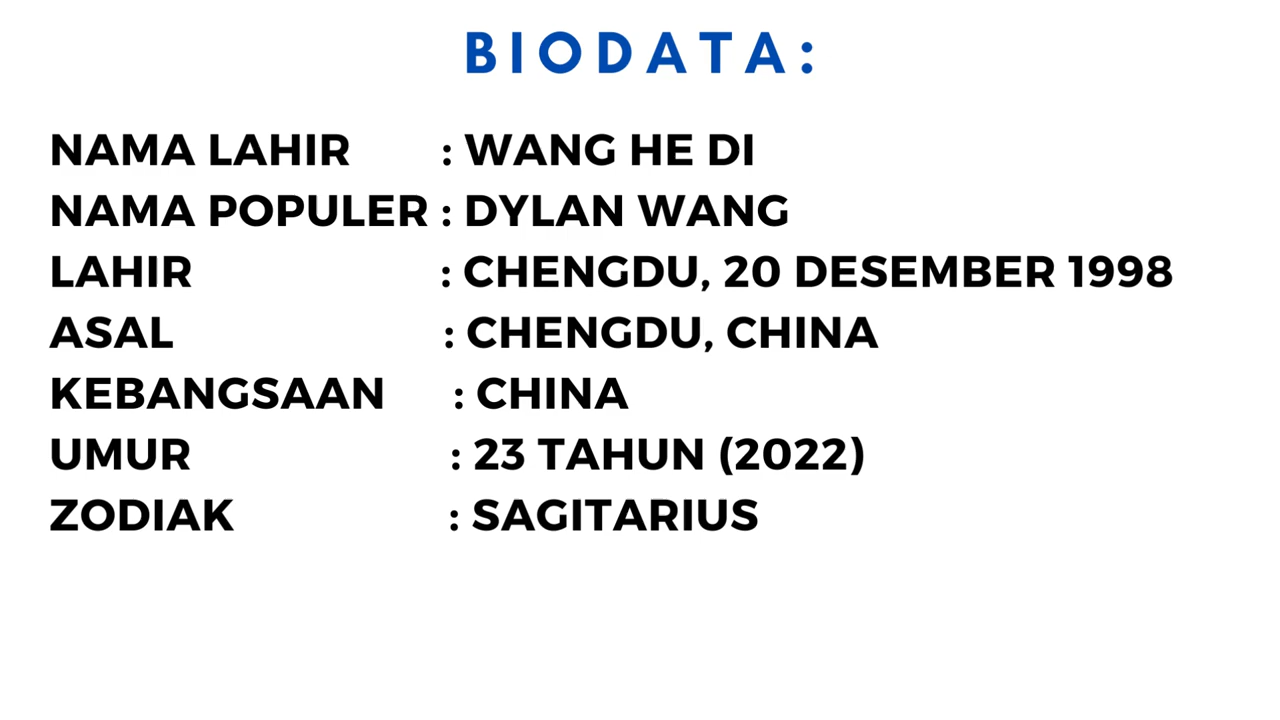 BIODATA:
NAMA LAHIR : WANG HE DI
NAMA POPULER : DYLAN WANG
LAHIR : CHENGDU, 20 DESEMBER 1998
ASAL : CHENGDU, CHINA
KEBANGSAAN : CHINA
UMUR : 23 TAHUN (2022)
ZODIAK : SAGITARIUS